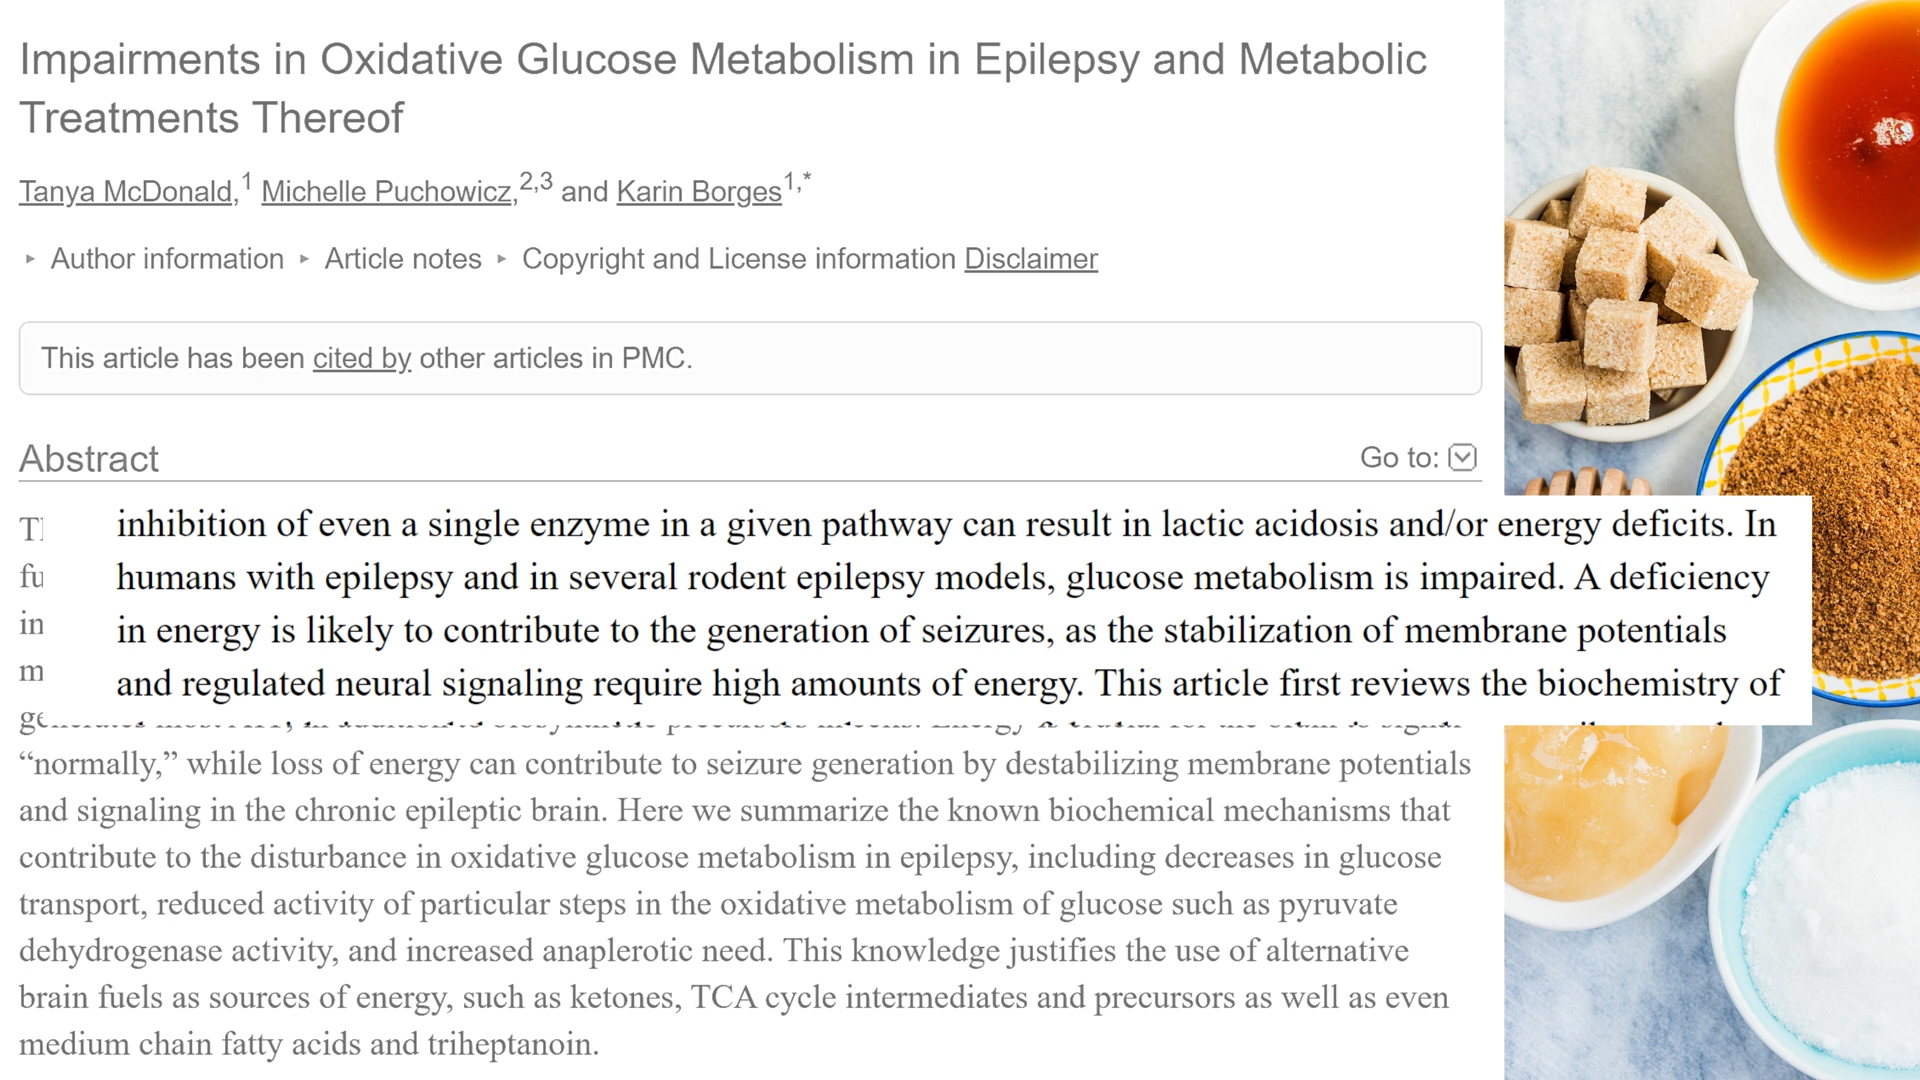 Impairments in Oxidative Glucose Metabolism in Epilepsy and Metabolic
Treatments Thereof
Tanya McDonald,1 Michelle Puchowicz,2,3 and Karin Borges1,*
▸ Author information ▸ Article notes ▸ Copyright and License information Disclaimer
This article has been cited by other articles in PMC.
Abstract
Go to:
inhibition of even a single enzyme in a given pathway can result in lactic acidosis and/or energy deficits. In
humans with epilepsy and in several rodent epilepsy models, glucose metabolism is impaired. A deficiency
in energy is likely to contribute to the generation of seizures, as the stabilization of membrane potentials
and regulated neural signaling require high amounts of energy. This article first reviews the biochemistry of
“normally,” while loss of energy can contribute to seizure generation by destabilizing membrane potentials
and signaling in the chronic epileptic brain. Here we summarize the known biochemical mechanisms that
contribute to the disturbance in oxidative glucose metabolism in epilepsy, including decreases in glucose
transport, reduced activity of particular steps in the oxidative metabolism of glucose such as pyruvate
dehydrogenase activity, and increased anaplerotic need. This knowledge justifies the use of alternative
brain fuels as sources of energy, such as ketones, TCA cycle intermediates and precursors as well as even
medium chain fatty acids and triheptanoin.